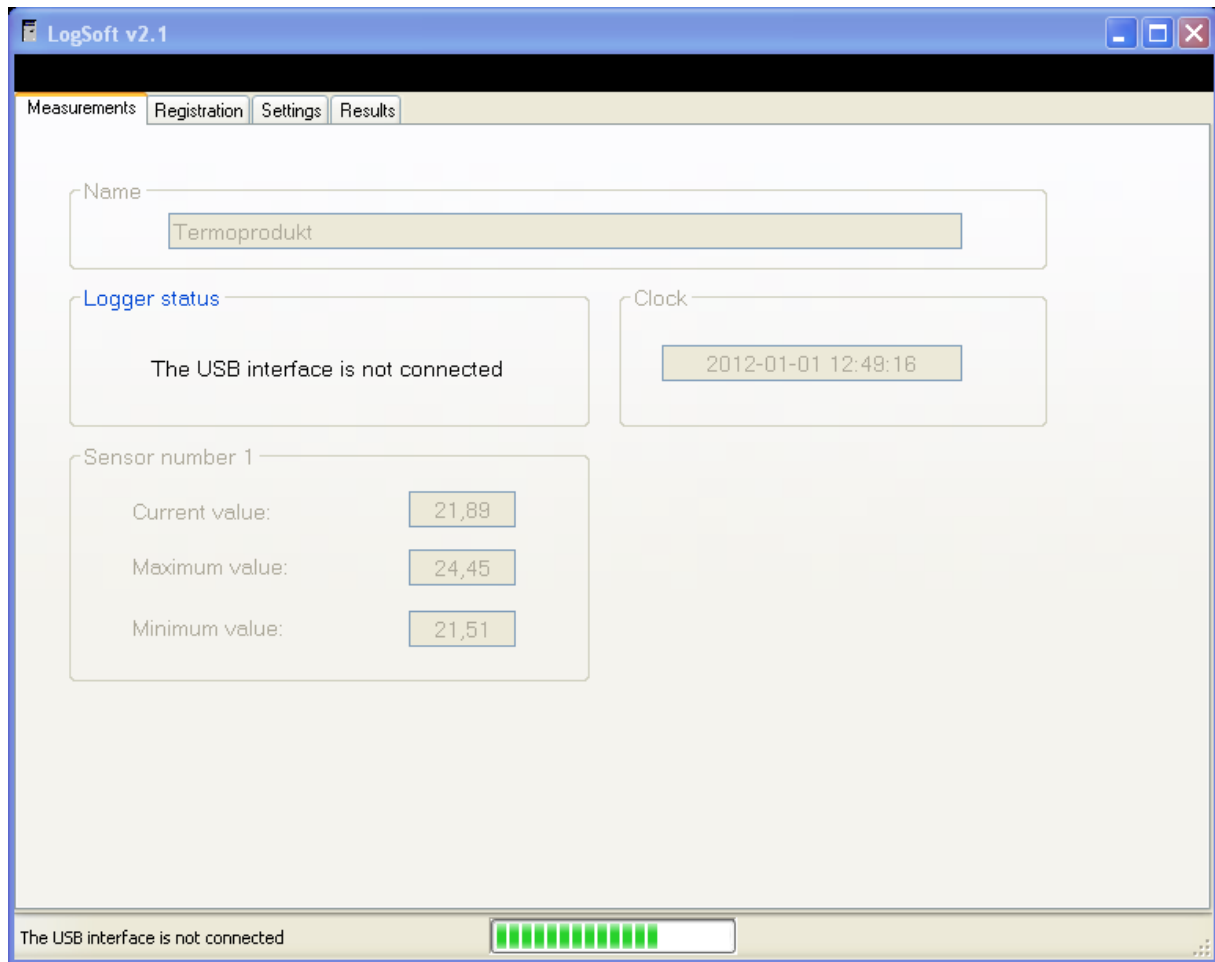 LogSoft v2.1
Measurements Registration Settings Results
Name
Termoprodukt
Logger status
The USB interface is not connected
Clock
2012-01-01 12:49:16
Sensor number 1
Current value: 21,89
Maximum value: 24,45
Minimum value: 21,51
The USB interface is not connected